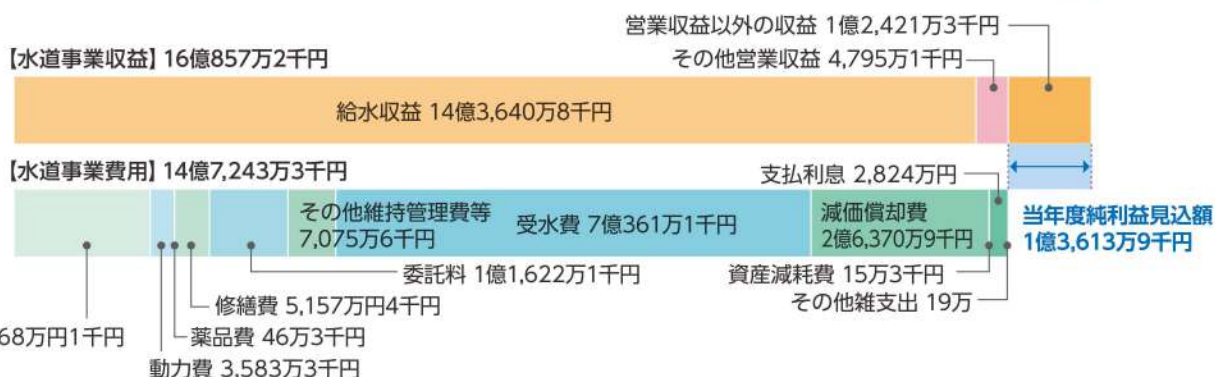 営業収益以外の収益 1億2,421万3千円
【水道事業収益】16億857万2千円
その他営業収益 4,795万1千円
給水収益 14億3,640万8千円
【水道事業費用】14億7,243万3千円
支払利息 2,824万円
その他維持管理費等
7,075万6千円
受水費 7億361万1千円
減価償却費
2億6,370万9千円
当年度純利益見込額
1億3,613万9千円
委託料 1億1,622万1千円
資産減耗費 15万3千円
修繕費 5,157万円4千円
その他雑支出 19万
68万円1千円
薬品費 46万3千円
動力費 3,583万3千円